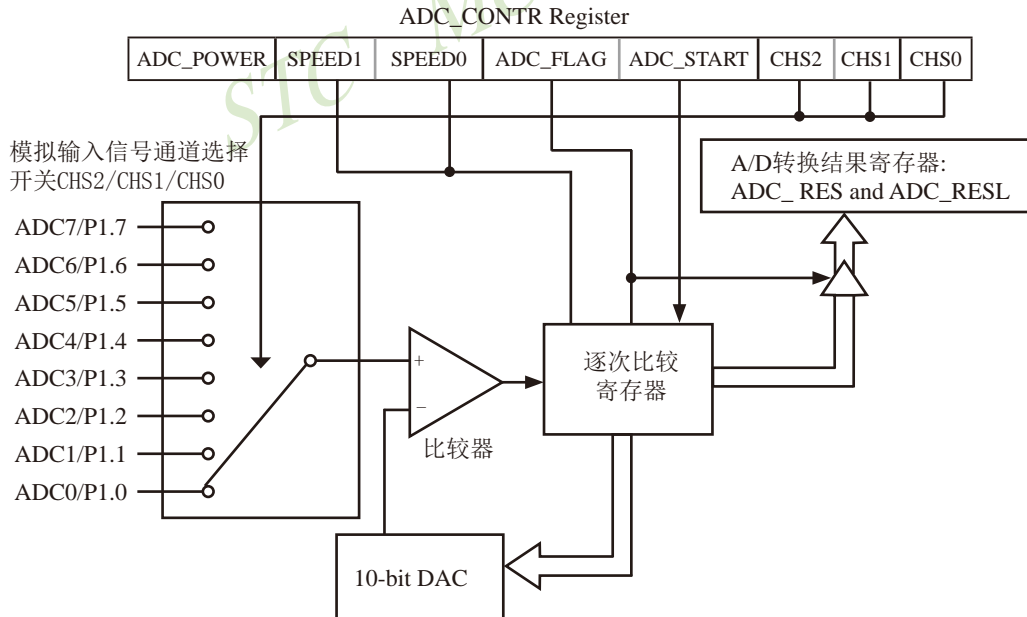 ADC_CONTR Register
ADC_POWER SPEED1 SPEED0 ADC_FLAG ADC_START CHS2 CHS1 CHS0
STC
模拟输入信号通道选择
开关CHS2/CHS1/CHS0
A/D转换结果寄存器:
ADC_ RES and ADC_RESL
ADC7/P1.7
ADC6/P1.6
ADC5/P1.5
ADC4/P1.4
ADC3/P1.3
ADC2/P1.2
ADC1/P1.1
ADC0/P1.0
+
−
比较器
逐次比较
寄存器
10-bit DAC